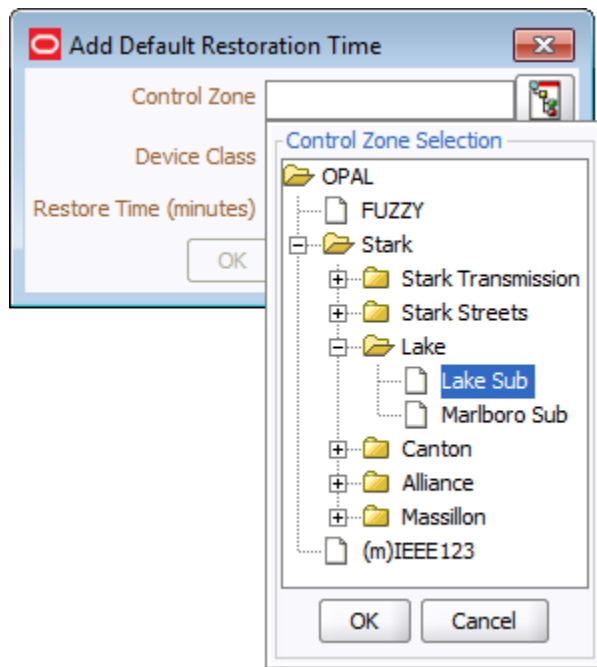 Add Default Restoration Time
Control Zone
Device Class
Restore Time (minutes)
OK
Control Zone Selection
OPAL
FUZZY
Stark
Stark Transmission
Stark Streets
Lake
Lake Sub
Marlboro Sub
Canton
Alliance
Massillon
(m)IEEE123
OK Cancel